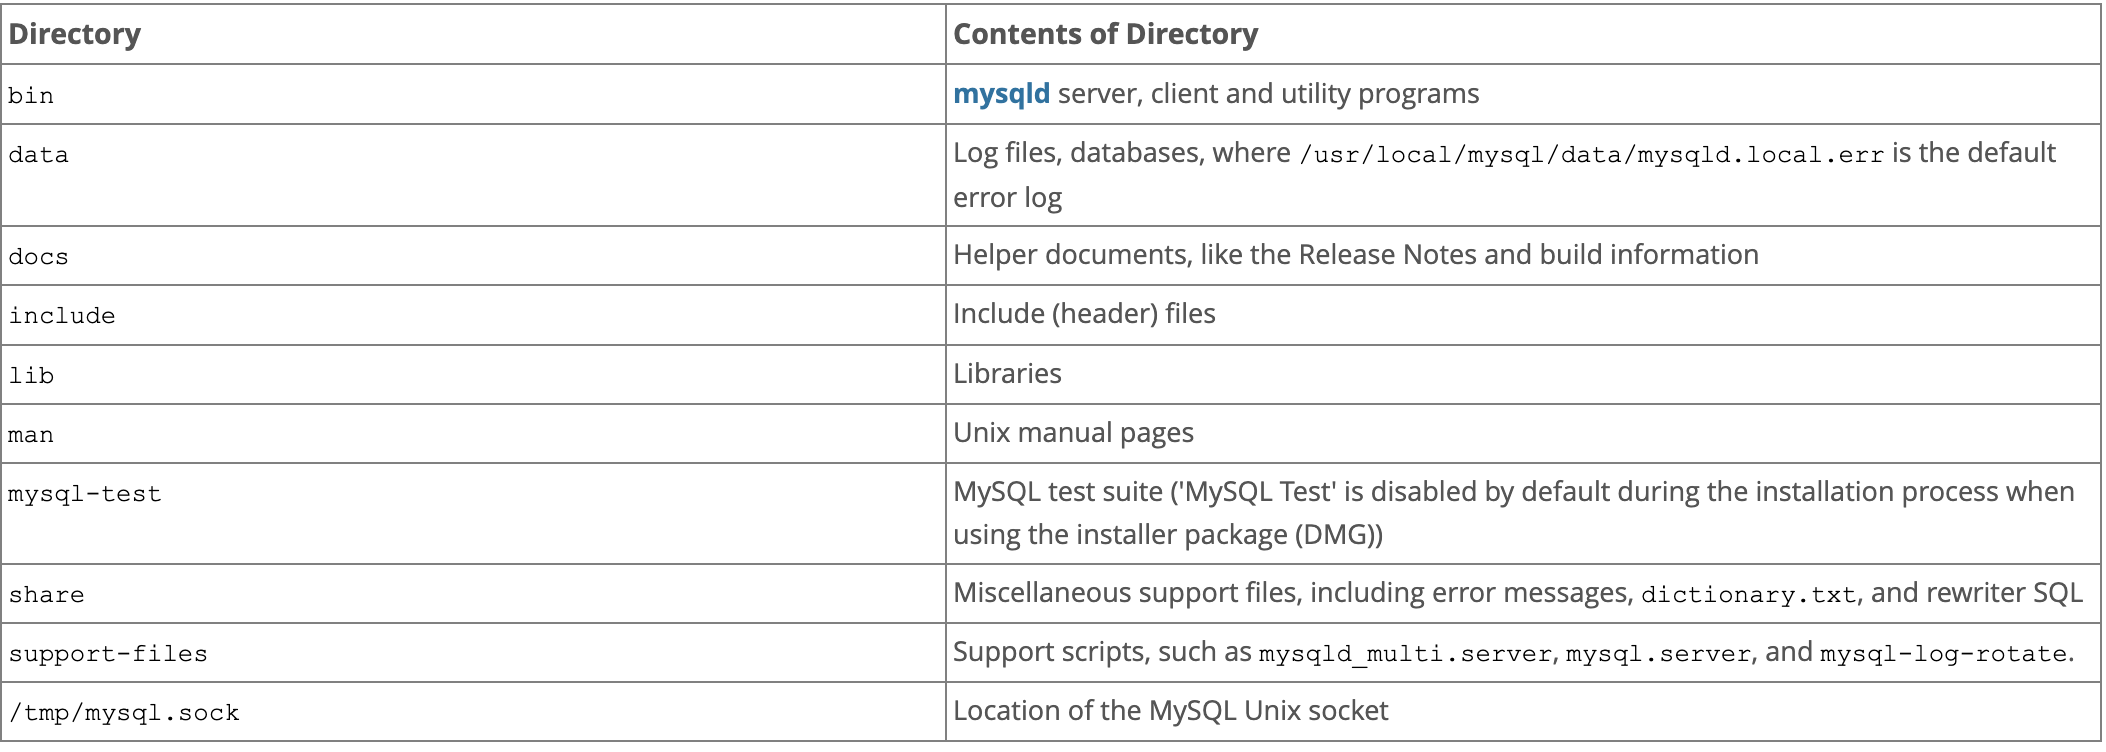 Directory
Contents of Directory
bin
mysqld server, client and utility programs
data
Log files, databases, where /usr/local/mysql/data/mysqld.local.err is the default
error log
docs
Helper documents, like the Release Notes and build information
include
Include (header) files
lib
Libraries
man
Unix manual pages
mysql-test
MySQL test suite ('MySQL Test' is disabled by default during the installation process when
using the installer package (DMG))
share
Miscellaneous support files, including error messages, dictionary.txt, and rewriter SQL
support-files
Support scripts, such as mysqld_multi.server, mysql.server, and mysql-log-rotate.
/tmp/mysql.sock
Location of the MySQL Unix socket